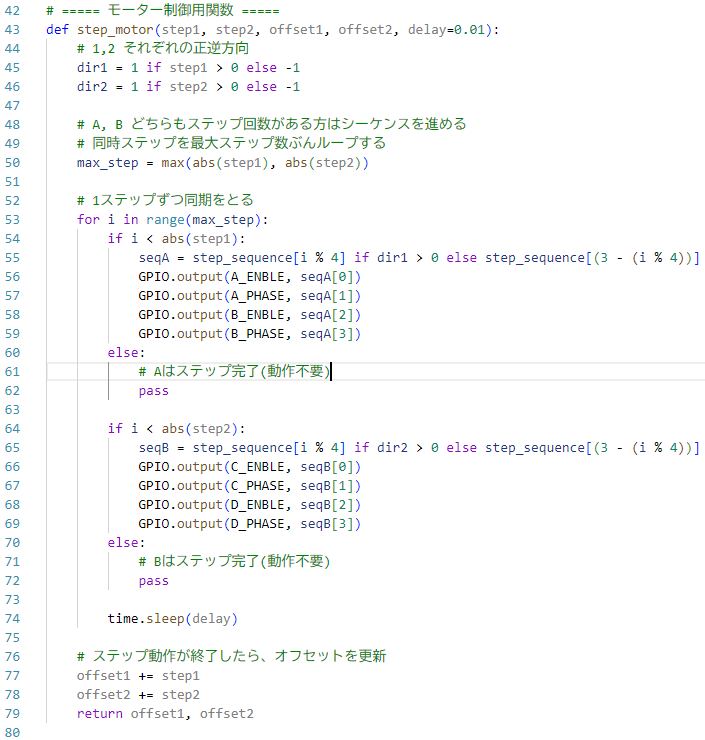 42 # ===== モーター制御用関数 =====
43 def step_motor(step1, step2, offset1, offset2, delay=0.01):
44     # 1,2 それぞれの正逆方向
45     dir1 = 1 if step1 > 0 else -1
46     dir2 = 1 if step2 > 0 else -1
47
48     # A, B どちらもステップ回数がある方はシーケンスを進める
49     # 同時ステップを最大ステップ数ぶんループする
50     max_step = max(abs(step1), abs(step2))
51
52     # 1ステップずつ同期をとる
53     for i in range(max_step):
54         if i < abs(step1):
55             seqA = step_sequence[i % 4] if dir1 > 0 else step_sequence[(3 - (i % 4))]
56             GPIO.output(A_ENBLE, seqA[0])
57             GPIO.output(A_PHASE, seqA[1])
58             GPIO.output(B_ENBLE, seqA[2])
59             GPIO.output(B_PHASE, seqA[3])
60         else:
61             # Aはステップ完了(動作不要)
62             pass
63
64         if i < abs(step2):
65             seqB = step_sequence[i % 4] if dir2 > 0 else step_sequence[(3 - (i % 4))]
66             GPIO.output(C_ENBLE, seqB[0])
67             GPIO.output(C_PHASE, seqB[1])
68             GPIO.output(D_ENBLE, seqB[2])
69             GPIO.output(D_PHASE, seqB[3])
70         else:
71             # Bはステップ完了(動作不要)
72             pass
73
74         time.sleep(delay)
75
76     # ステップ動作が終了したら、オフセットを更新
77     offset1 += step1
78     offset2 += step2
79     return offset1, offset2
80